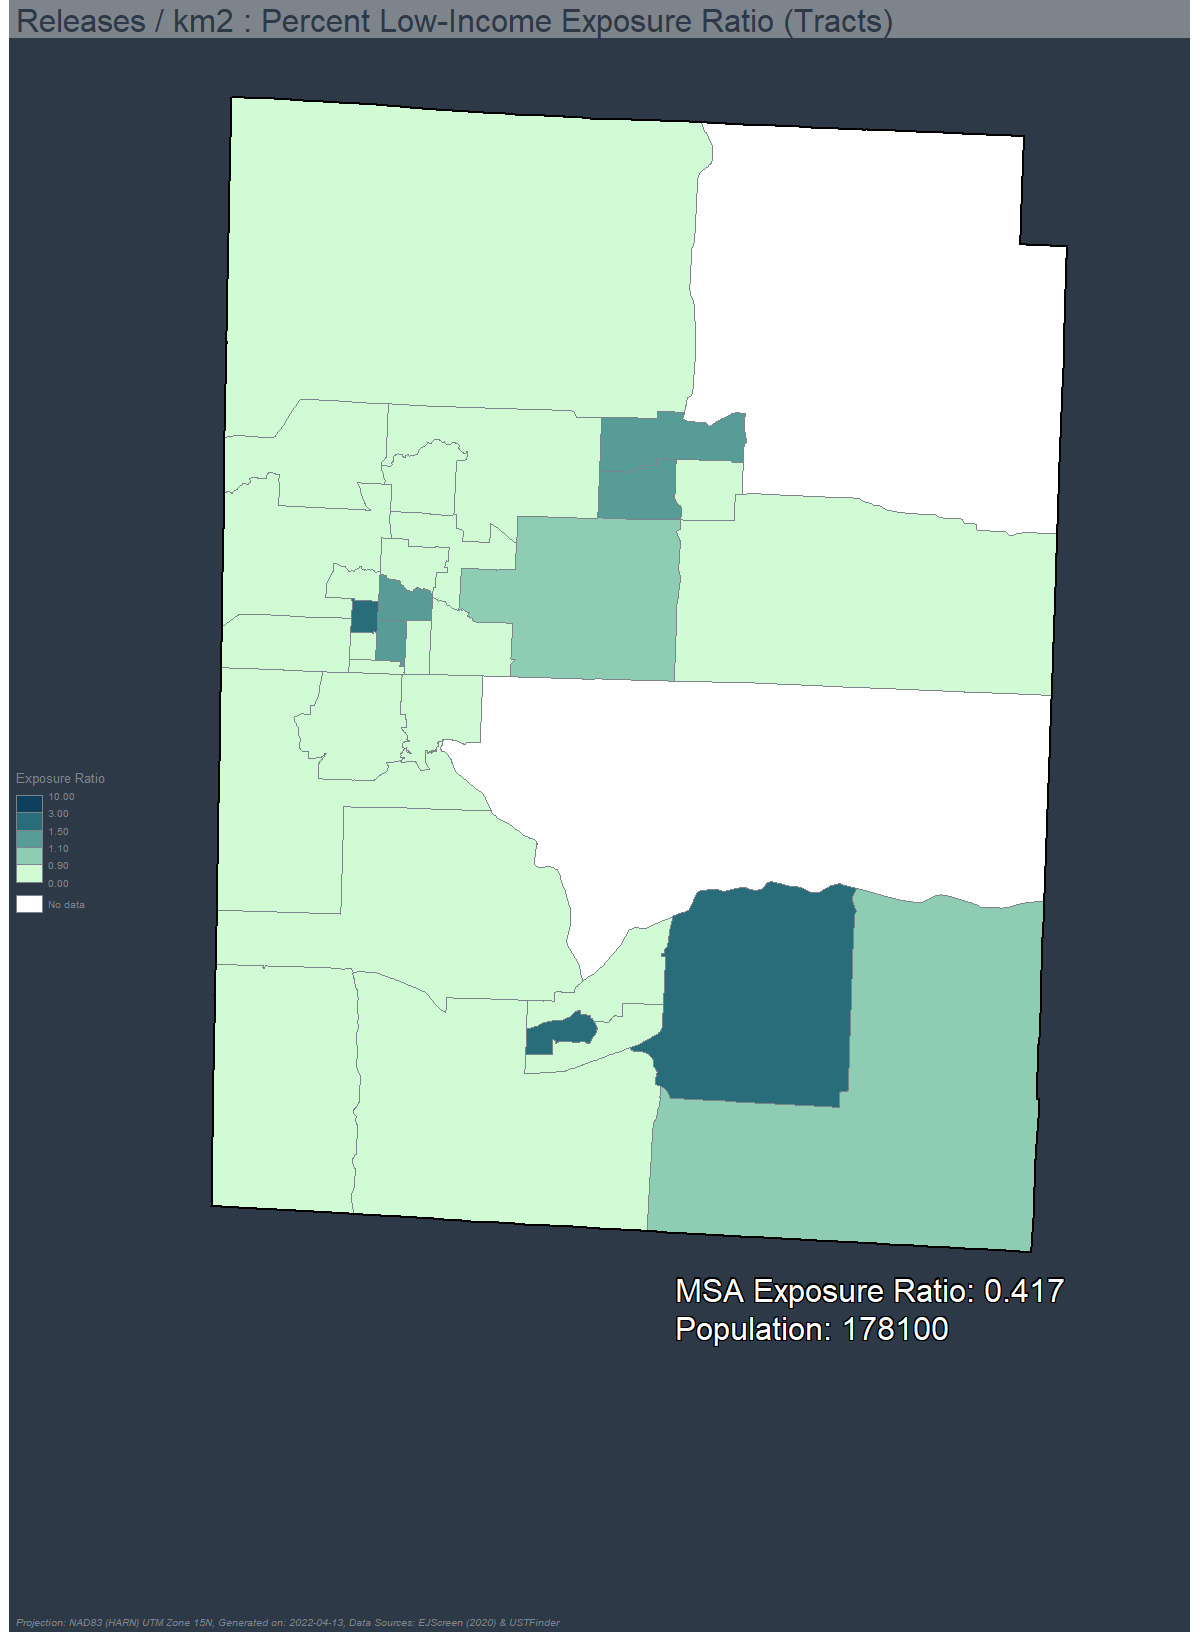 Releases / km2 : Percent Low-Income Exposure Ratio (Tracts)
Exposure Ratio
10.00
3.00
1.50
1.10
0.90
0.00
No data
MSA Exposure Ratio: 0.417
Population: 178100
Projection: NAD83 (HARN) UTM Zone 15N, Generated on: 2022-04-13, Data Sources: EJScreen (2020) & USTFinder